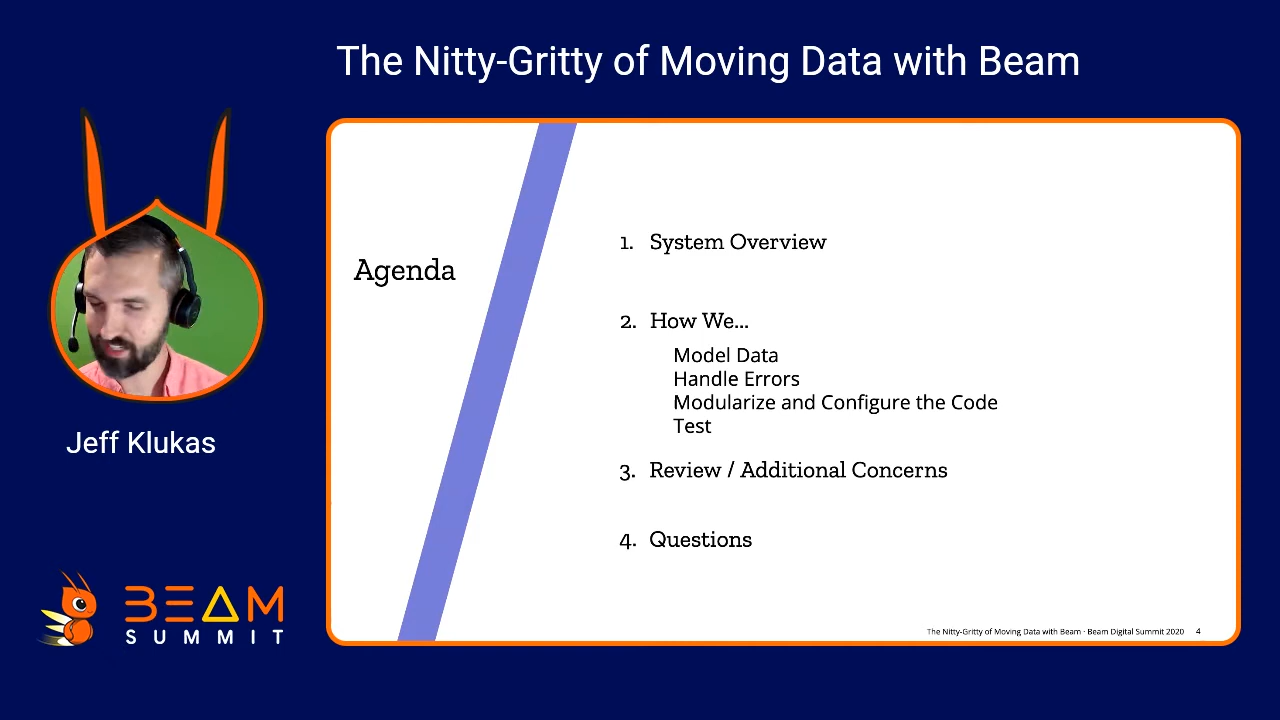 The Nitty-Gritty of Moving Data with Beam
Jeff Klukas
BEAM
SUMMIT
Agenda
1. System Overview
2. How We...
Model Data
Handle Errors
Modularize and Configure the Code
Test
3. Review / Additional Concerns
4. Questions
The Nitty-Gritty of Moving Data with Beam · Beam Digital Summit 2020 4